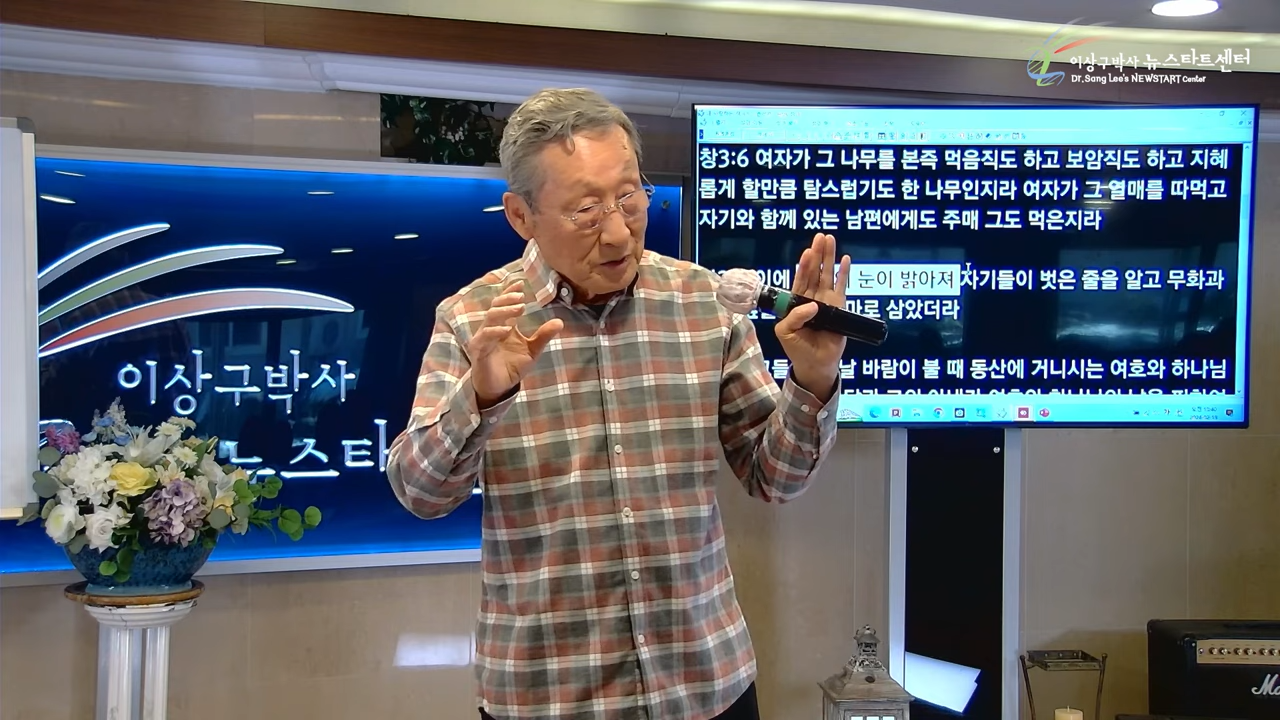 이상구박사 뉴스타트센터
Dr. Sang Lee's NEWSTART Center
창3:6 여자가 그 나무를 본즉 먹음직도 하고 보암직도 하고 지혜
롭게 할만큼 탐스럽기도 한 나무인지라 여자가 그 열매를 따먹고
자기와 함께 있는 남편에게도 주매 그도 먹은지라
눈이 밝아져 자기들이 벗은 줄을 알고 무화과
삼았더라
날 바람이 불 때 동산에 거니시는 여호와 하나님
이상구박사
뉴스타